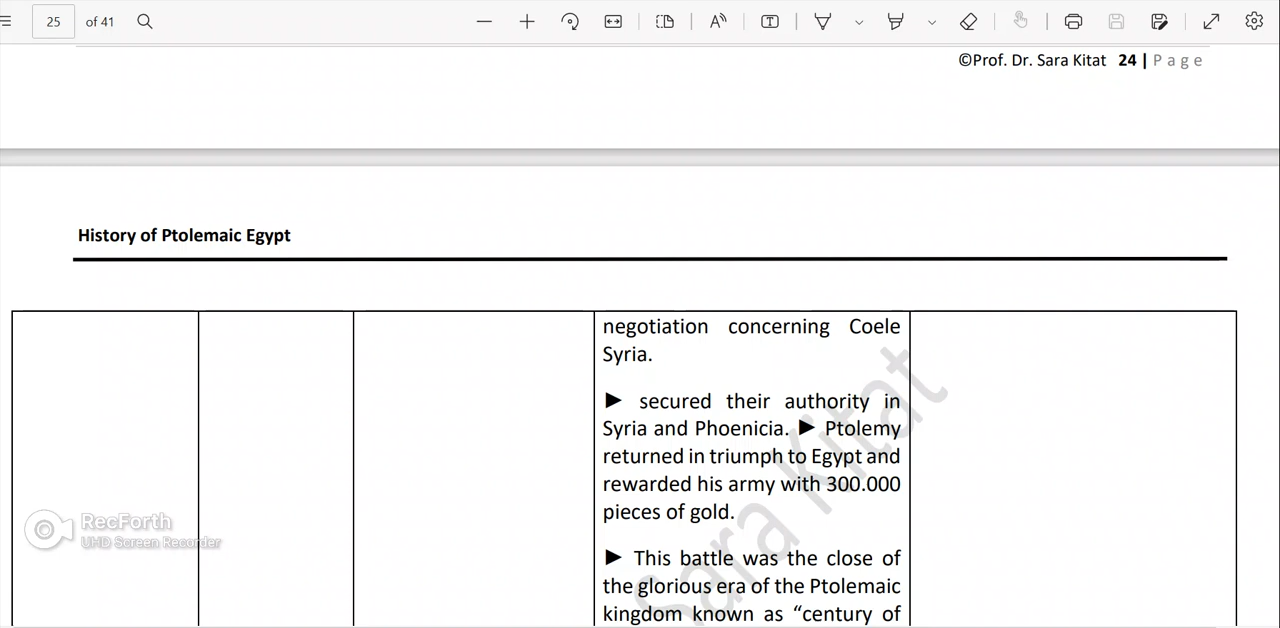 25 of 41
©Prof. Dr. Sara Kitat 24 | Page
History of Ptolemaic Egypt
negotiation concerning Coele
Syria.
► secured their authority in
Syria and Phoenicia. ► Ptolemy
returned in triumph to Egypt and
rewarded his army with 300.000
pieces of gold.
► This battle was the close of
the glorious era of the Ptolemaic
kingdom known as “century of
Sara Kitat
RecForth
UHD Screen Recorder